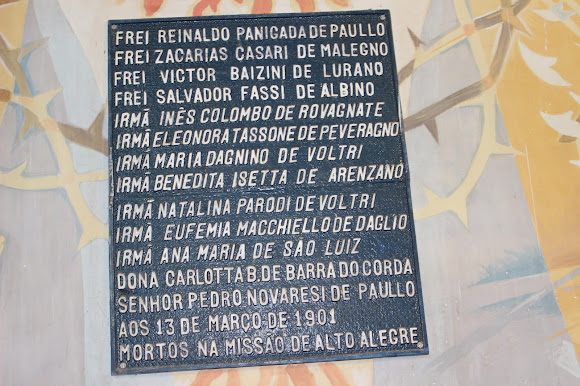 FREI REINALDO PANIGADA DE PAULLO
FREI ZACARIAS CASARI DE MALEGNO
FREI VICTOR BAIZINI DE LURANO
FREI SALVADOR FASSI DE ALBINO
IRMÃ INÊS COLOMBO DE ROVAGNATE
IRMÃ ELEONORA TASSONE DE PEVERAGNO
IRMÃ MARIA DAGNINO DE VOLTRI
IRMÃ BENEDITA ISETTA DE ARENZANO
IRMÃ NATALINA PARODI DE VOLTRI
IRMÃ EUFEMIA MACCHIELLO DE DAGLIO
IRMÃ ANA MARIA DE SÃO LUIZ
DONA CARLOTTA B. DE BARRA DO CORDA
SENHOR PEDRO NOVARESI DE PAULLO
AOS 13 DE MARÇO DE 1901
MORTOS NA MISSÃO DE ALTO ALEGRE